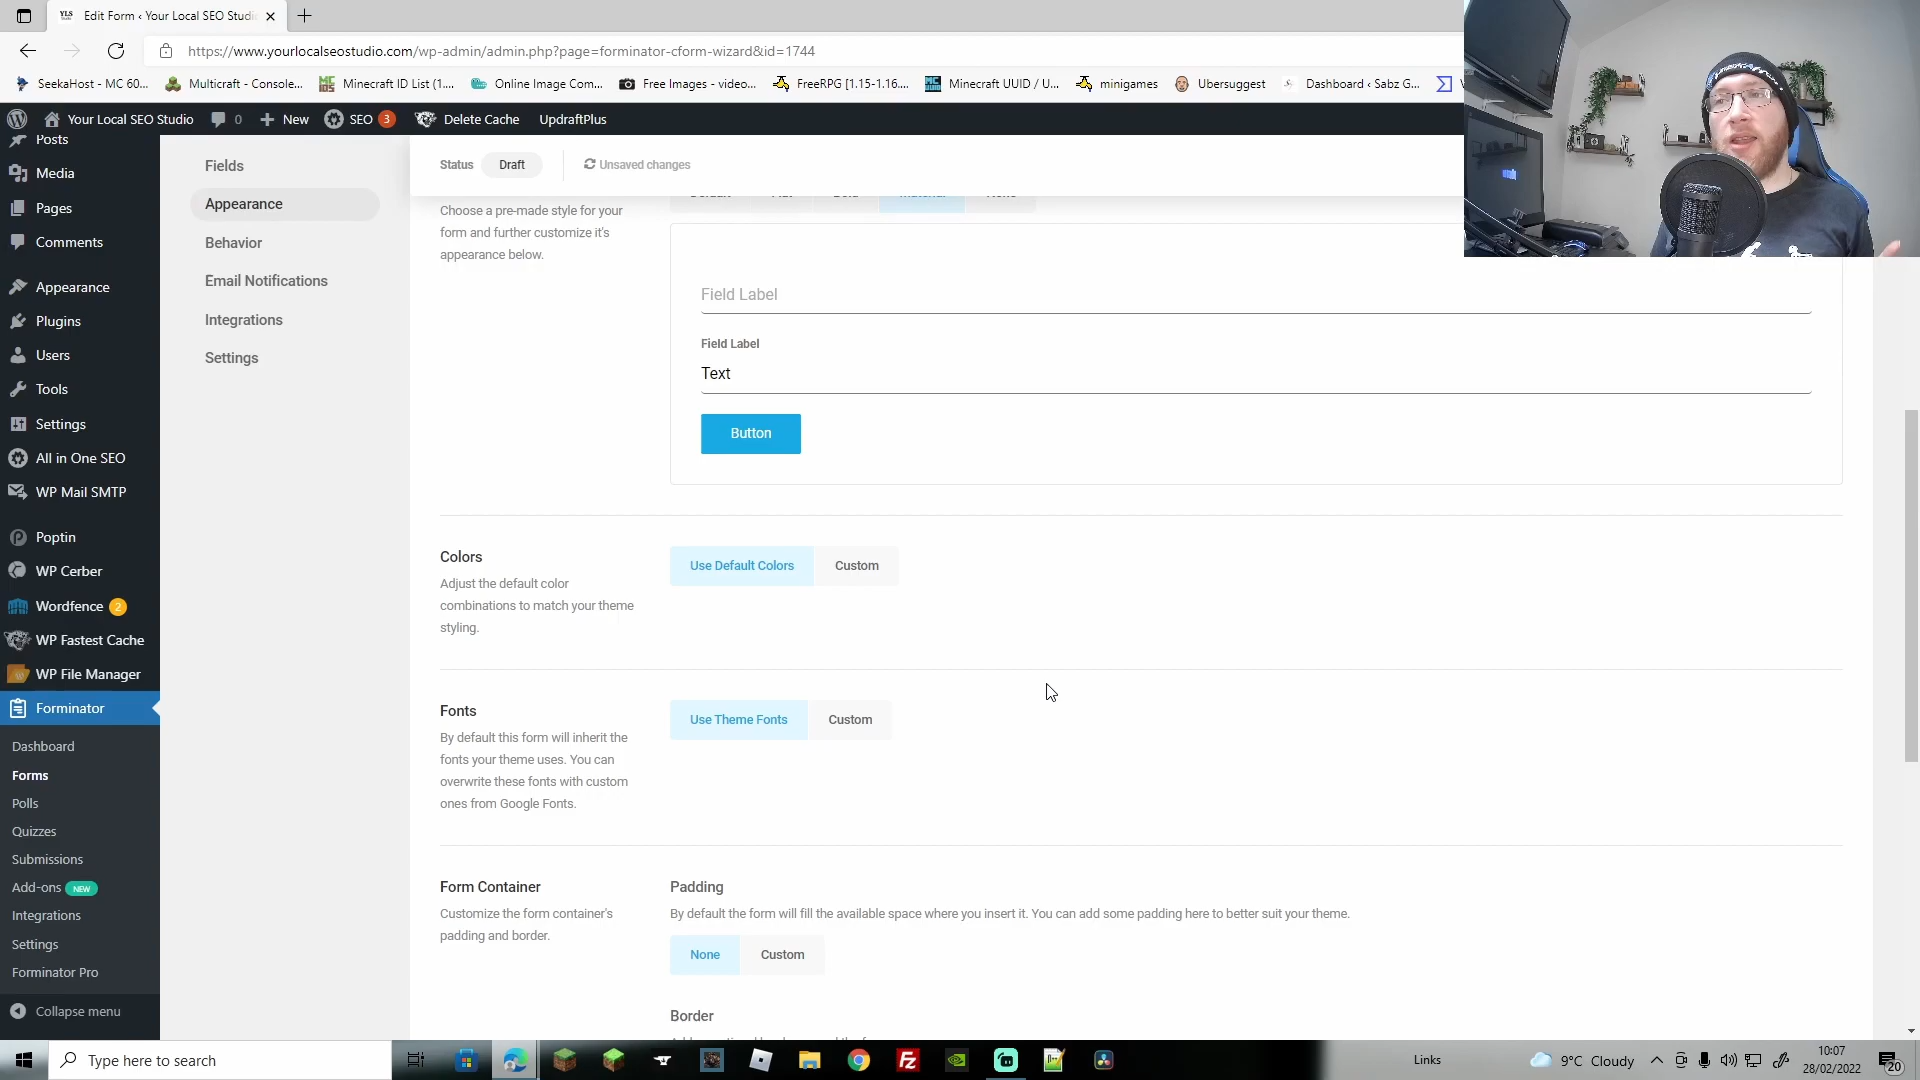 YLS
Edit Form ‹ Your Local SEO Studi
https://www.yourlocalseostudio.com/wp-admin/admin.php?page=forminator-cform-wizard&id=1744
SeekaHost - MC 60...
Multicraft - Console...
Minecraft ID List (1....
Online Image Com...
Free Images - video...
FreeRPG [1.15-1.16....
Minecraft UUID / U...
minigames
Ubersuggest
Dashboard ‹ Sabz G...
Your Local SEO Studio
0
New
SEO 3
Delete Cache
UpdraftPlus
Posts
Media
Pages
Comments
Appearance
Plugins
Users
Tools
Settings
All in One SEO
WP Mail SMTP
Poptin
WP Cerber
Wordfence 2
WP Fastest Cache
WP File Manager
Forminator
Dashboard
Forms
Polls
Quizzes
Submissions
Add-ons NEW
Integrations
Settings
Forminator Pro
Collapse menu
Fields
Appearance
Behavior
Email Notifications
Integrations
Settings
Status Draft
Unsaved changes
Choose a pre-made style for your
form and further customize it's
appearance below.
Field Label
Field Label
Text
Button
Colors
Adjust the default color
combinations to match your theme
styling.
Use Default Colors
Custom
Fonts
By default this form will inherit the
fonts your theme uses. You can
overwrite these fonts with custom
ones from Google Fonts.
Use Theme Fonts
Custom
Form Container
Customize the form container's
padding and border.
Padding
By default the form will fill the available space where you insert it. You can add some padding here to better suit your theme.
None
Custom
Border
Type here to search
Links
9°C Cloudy
10:07
28/02/2022
20